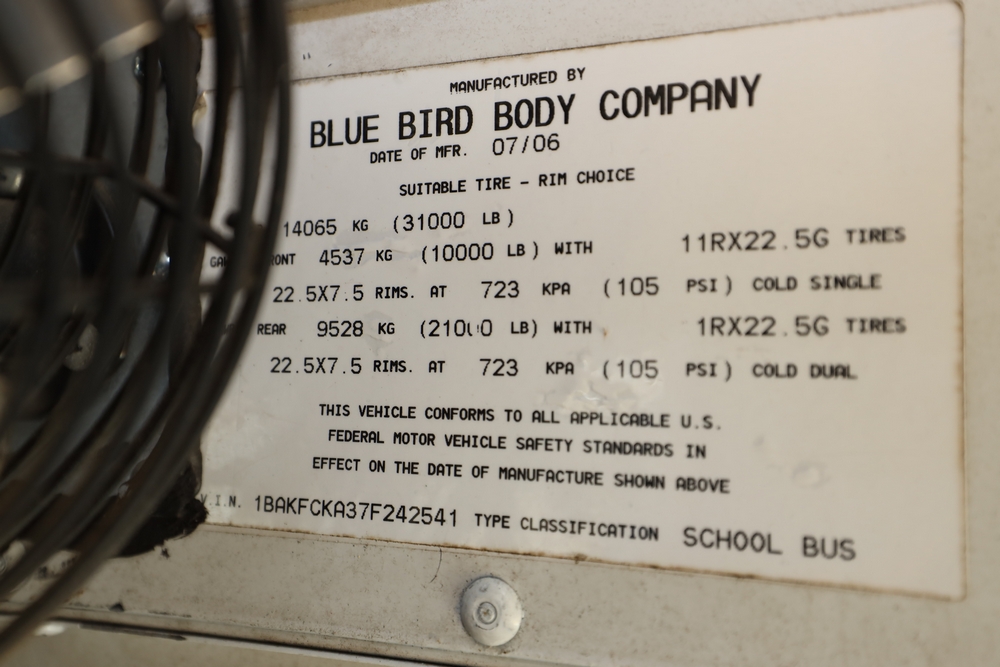 MANUFACTURED BY
BLUE BIRD BODY COMPANY
DATE OF MFR. 07/06
SUITABLE TIRE - RIM CHOICE
14065 KG (31000 LB)
4537 KG (10000 LB) WITH 11RX22.5G TIRES
22.5X7.5 RIMS. AT 723 KPA (105 PSI) COLD SINGLE
REAR 9528 KG (21000 LB) WITH 1RX22.5G TIRES
22.5X7.5 RIMS. AT 723 KPA (105 PSI) COLD DUAL
THIS VEHICLE CONFORMS TO ALL APPLICABLE U.S.
FEDERAL MOTOR VEHICLE SAFETY STANDARDS IN
EFFECT ON THE DATE OF MANUFACTURE SHOWN ABOVE
V.I.N. 1BAKFCKA37F242541 TYPE CLASSIFICATION SCHOOL BUS